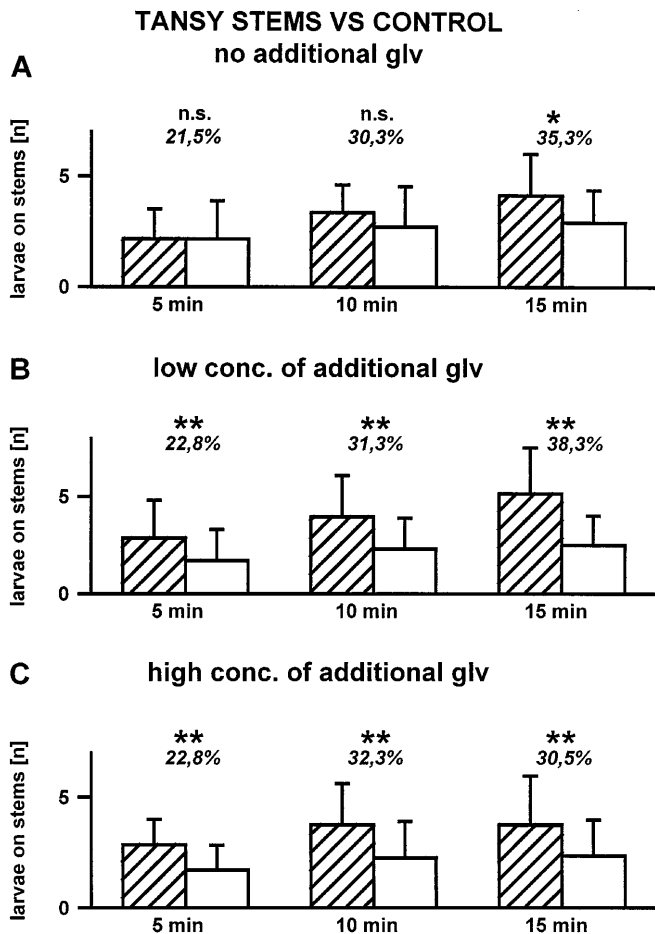 TANSY STEMS VS CONTROL
A no additional glv
n.s. n.s. *
21,5% 30,3% 35,3%
larvae on stems [n]
5
0
5 min 10 min 15 min
B low conc. of additional glv
** ** **
22,8% 31,3% 38,3%
larvae on stems [n]
5
0
5 min 10 min 15 min
C high conc. of additional glv
** ** **
22,8% 32,3% 30,5%
larvae on stems [n]
5
0
5 min 10 min 15 min